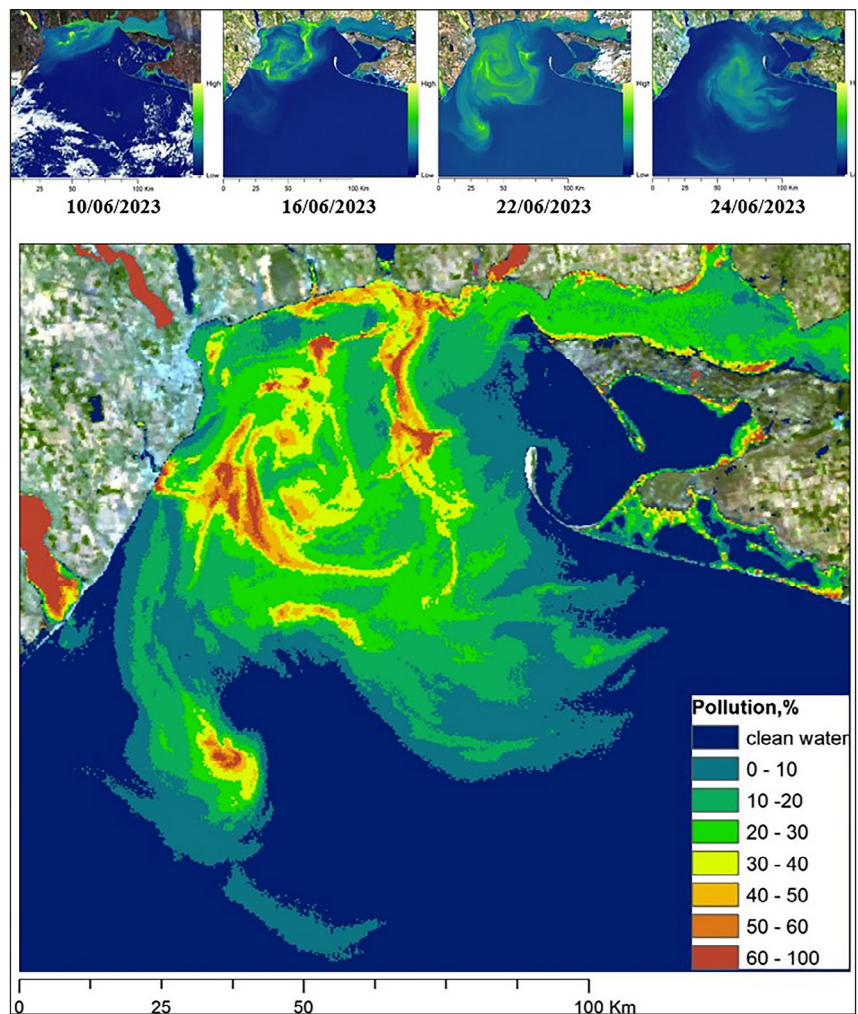 High
Low
25 50 100 Km
High
Low
0 25 50 100 Km
High
Low
0 25 50 100 Km
Low
0 25 50 100 Km
10/06/2023 16/06/2023 22/06/2023 24/06/2023
Pollution,%
clean water
0 - 10
10 -20
20 - 30
30 - 40
40 - 50
50 - 60
60 - 100
0 25 50 100 Km